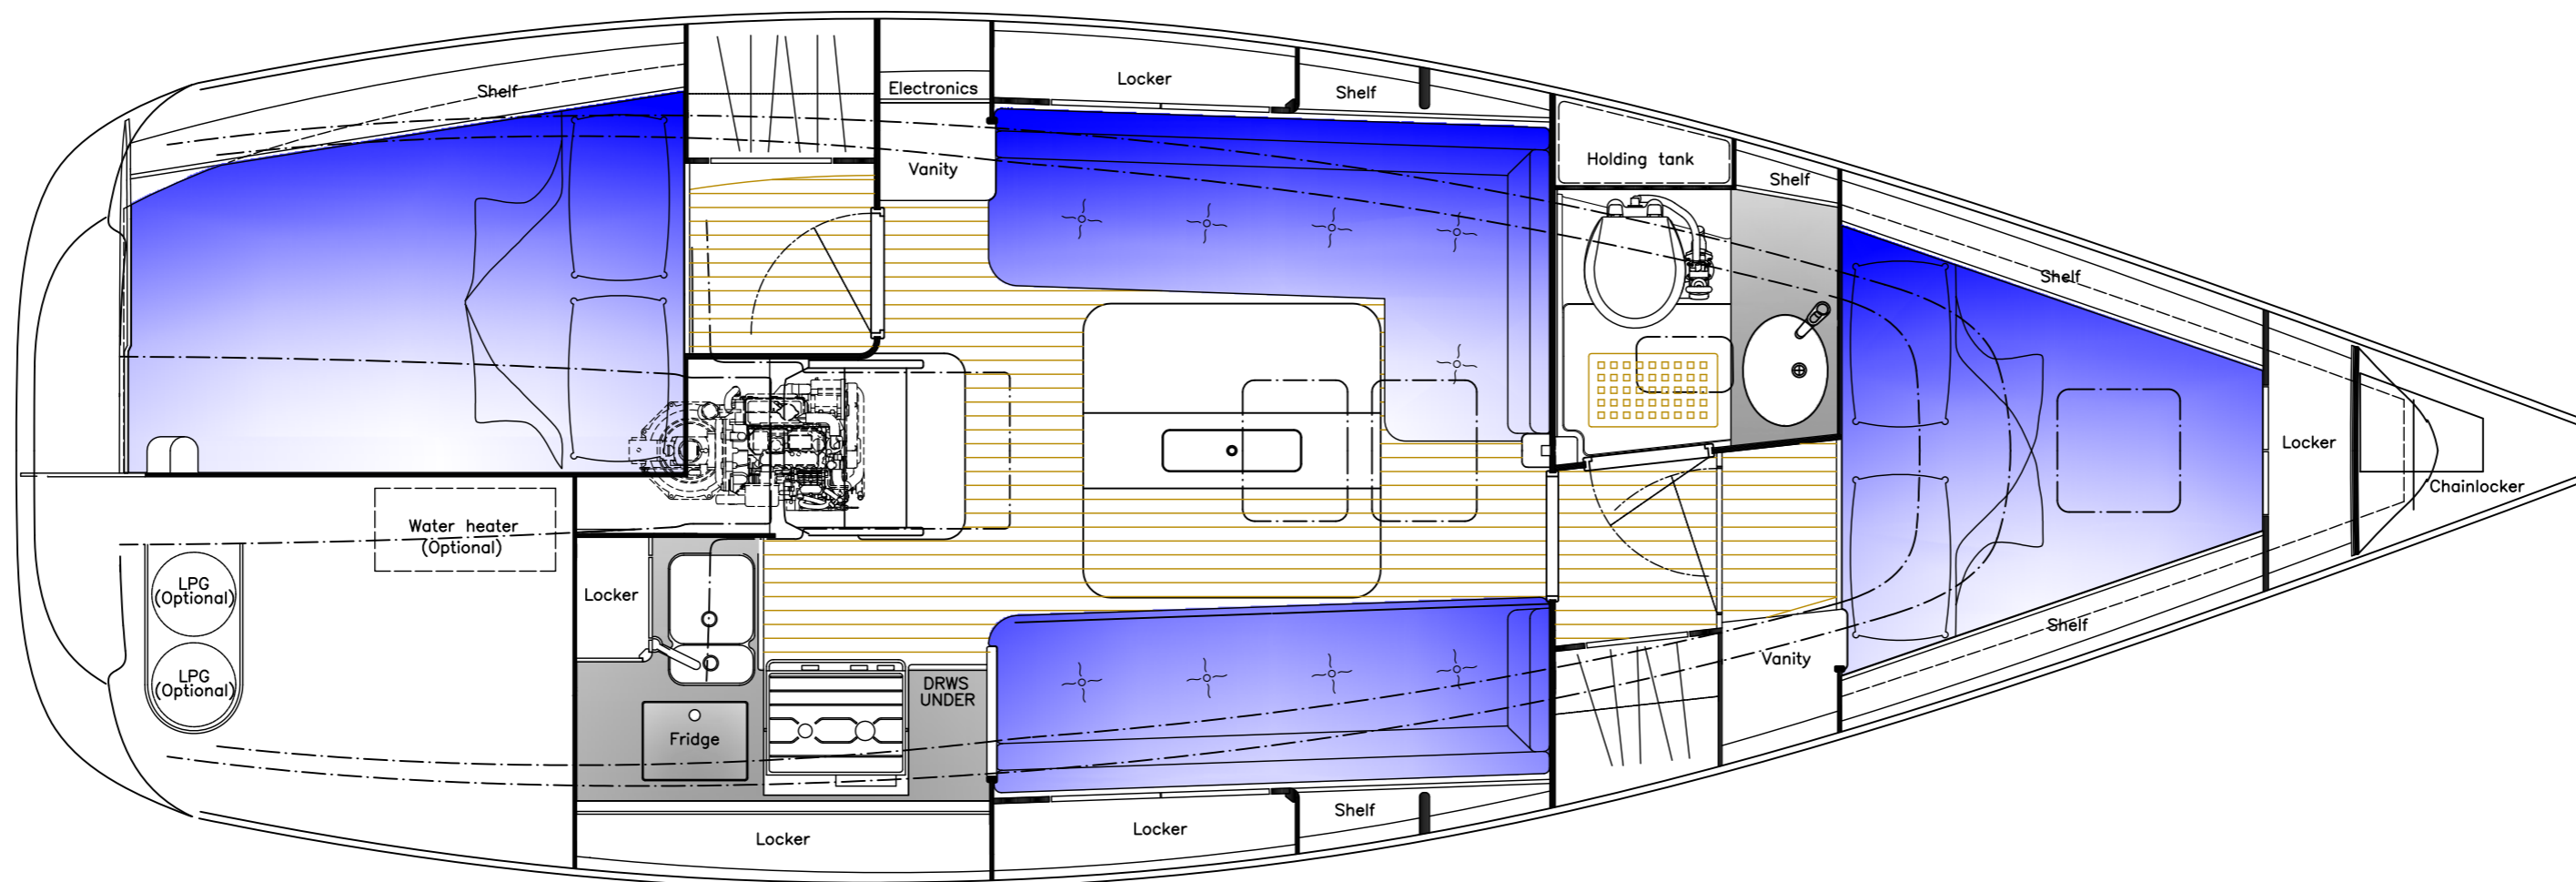 Shelf
Electronics
Vanity
Locker
Shelf
Holding tank
Shelf
Shelf
Locker
Chainlocker
Water heater
(Optional)
LPG
(Optional)
LPG
(Optional)
Locker
Fridge
DRWS
UNDER
Locker
Locker
Shelf
Vanity
Shelf